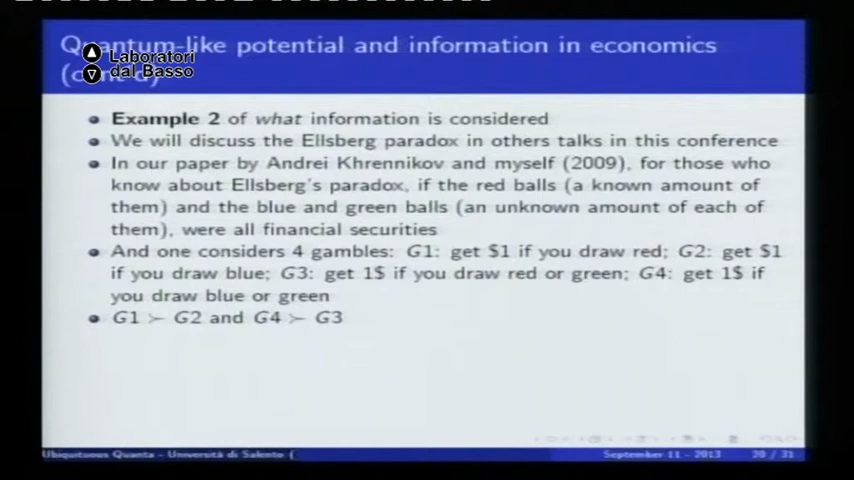 Quantum-like potential and information in economics
(cont'd)
Laboratori
dal Basso
Example 2 of what information is considered
We will discuss the Ellsberg paradox in others talks in this conference
In our paper by Andrei Khrennikov and myself (2009), for those who
know about Ellsberg's paradox, if the red balls (a known amount of
them) and the blue and green balls (an unknown amount of each of
them), were all financial securities
And one considers 4 gambles: G1: get $1 if you draw red; G2: get $1
if you draw blue; G3: get 1$ if you draw red or green; G4: get 1$ if
you draw blue or green
G1 ≻ G2 and G4 ≻ G3
Ubiquituous Quanta - Università di Salento (
September 11 - 2013 20 / 31